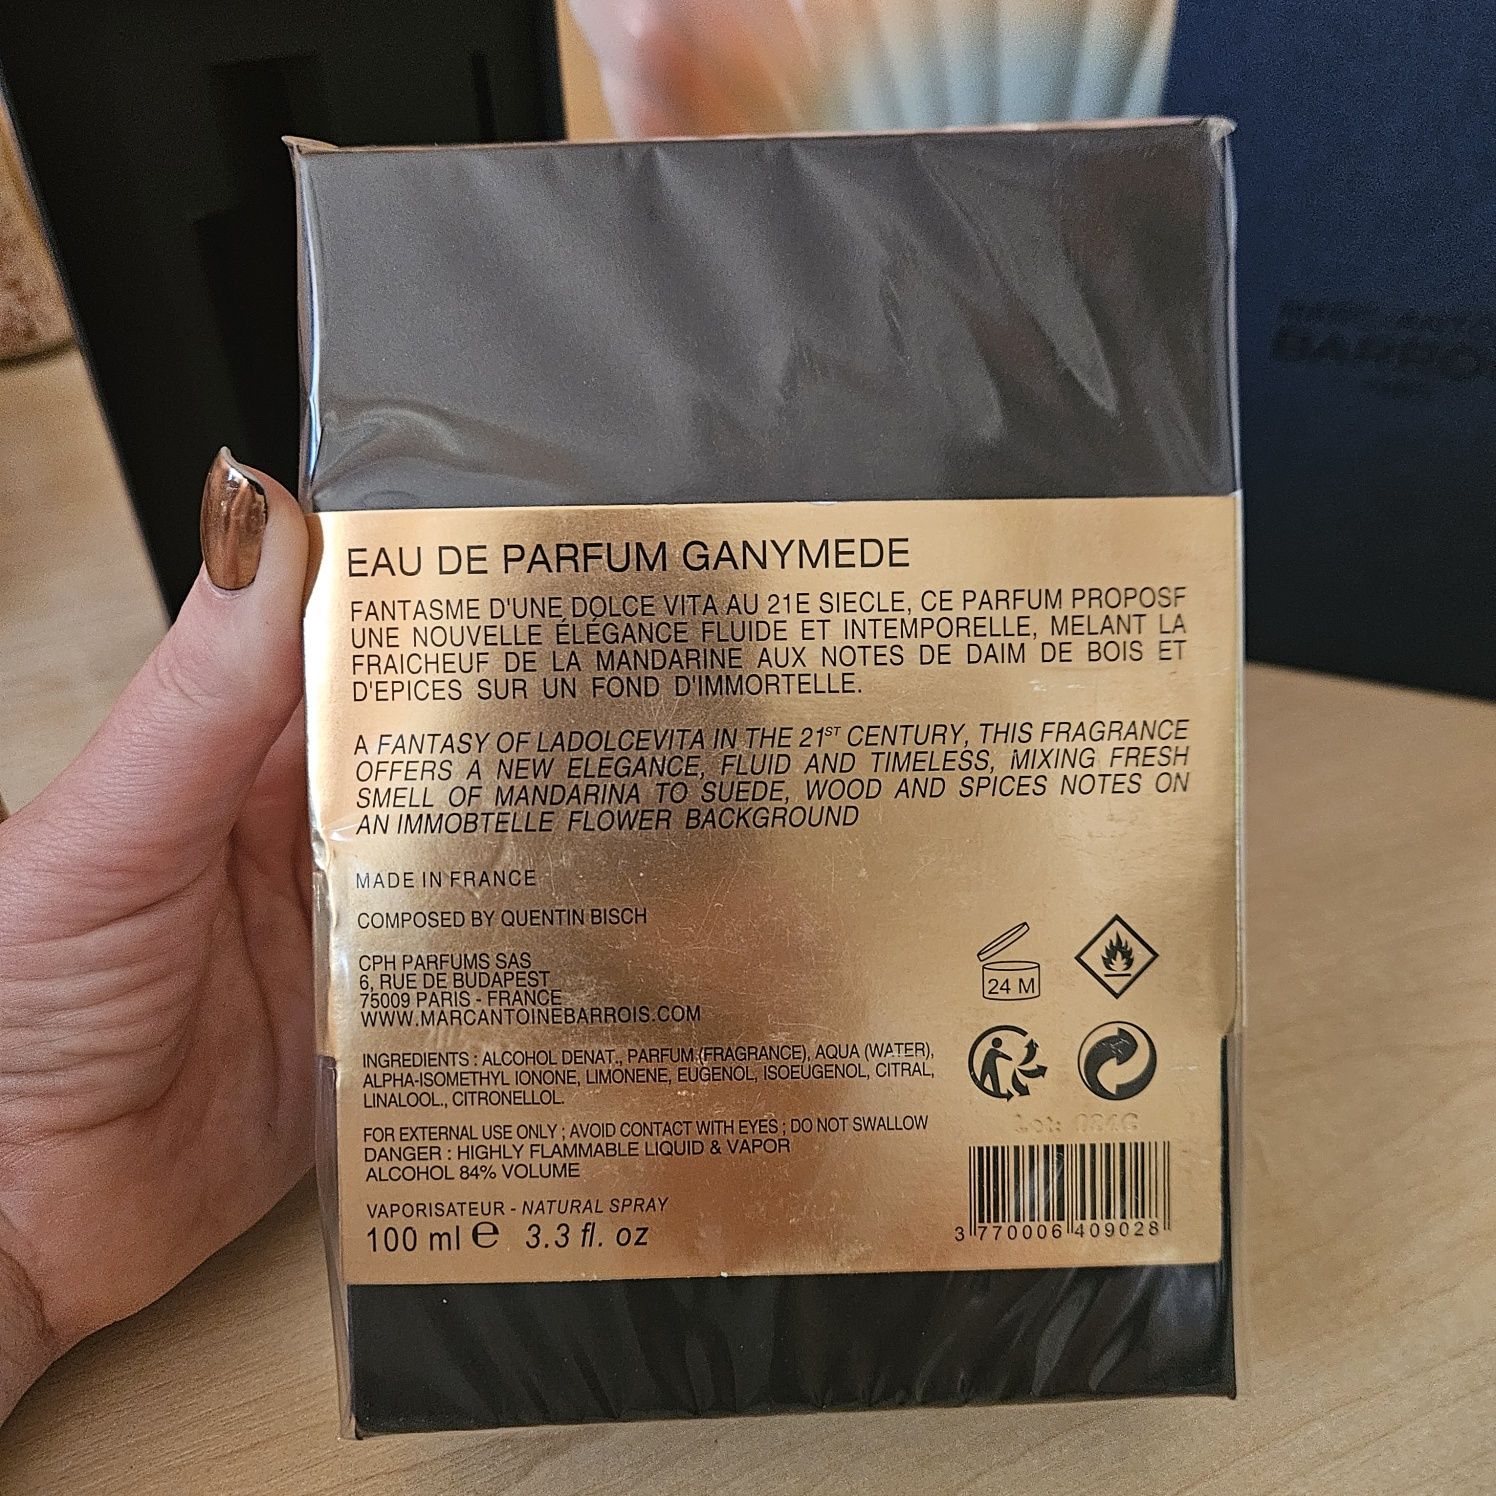 EAU DE PARFUM GANYMEDE
FANTASME D'UNE DOLCE VITA AU 21E SIECLE, CE PARFUM PROPOSF
UNE NOUVELLE ÉLÉGANCE FLUIDE ET INTEMPORELLE, MELANT LA
FRAICHEUF DE LA MANDARINE AUX NOTES DE DAIM DE BOIS ET
D'EPICES SUR UN FOND D'IMMORTELLE.
A FANTASY OF LADOLCEVITA IN THE 21ST CENTURY, THIS FRAGRANCE
OFFERS A NEW ELEGANCE, FLUID AND TIMELESS, MIXING FRESH
SMELL OF MANDARINA TO SUEDE, WOOD AND SPICES NOTES ON
AN IMMOBTELLE FLOWER BACKGROUND
MADE IN FRANCE
COMPOSED BY QUENTIN BISCH
CPH PARFUMS SAS
6, RUE DE BUDAPEST
75009 PARIS - FRANCE
WWW.MARCANTOINEBARROIS.COM
INGREDIENTS : ALCOHOL DENAT., PARFUM (FRAGRANCE), AQUA (WATER),
ALPHA-ISOMETHYL IONONE, LIMONENE, EUGENOL, ISOEUGENOL, CITRAL,
LINALOOL., CITRONELLOL.
FOR EXTERNAL USE ONLY ; AVOID CONTACT WITH EYES ; DO NOT SWALLOW
DANGER : HIGHLY FLAMMABLE LIQUID & VAPOR
ALCOHOL 84% VOLUME
VAPORISATEUR - NATURAL SPRAY
100 ml e 3.3 fl. oz
24 M
Lot:
3 770006 409028